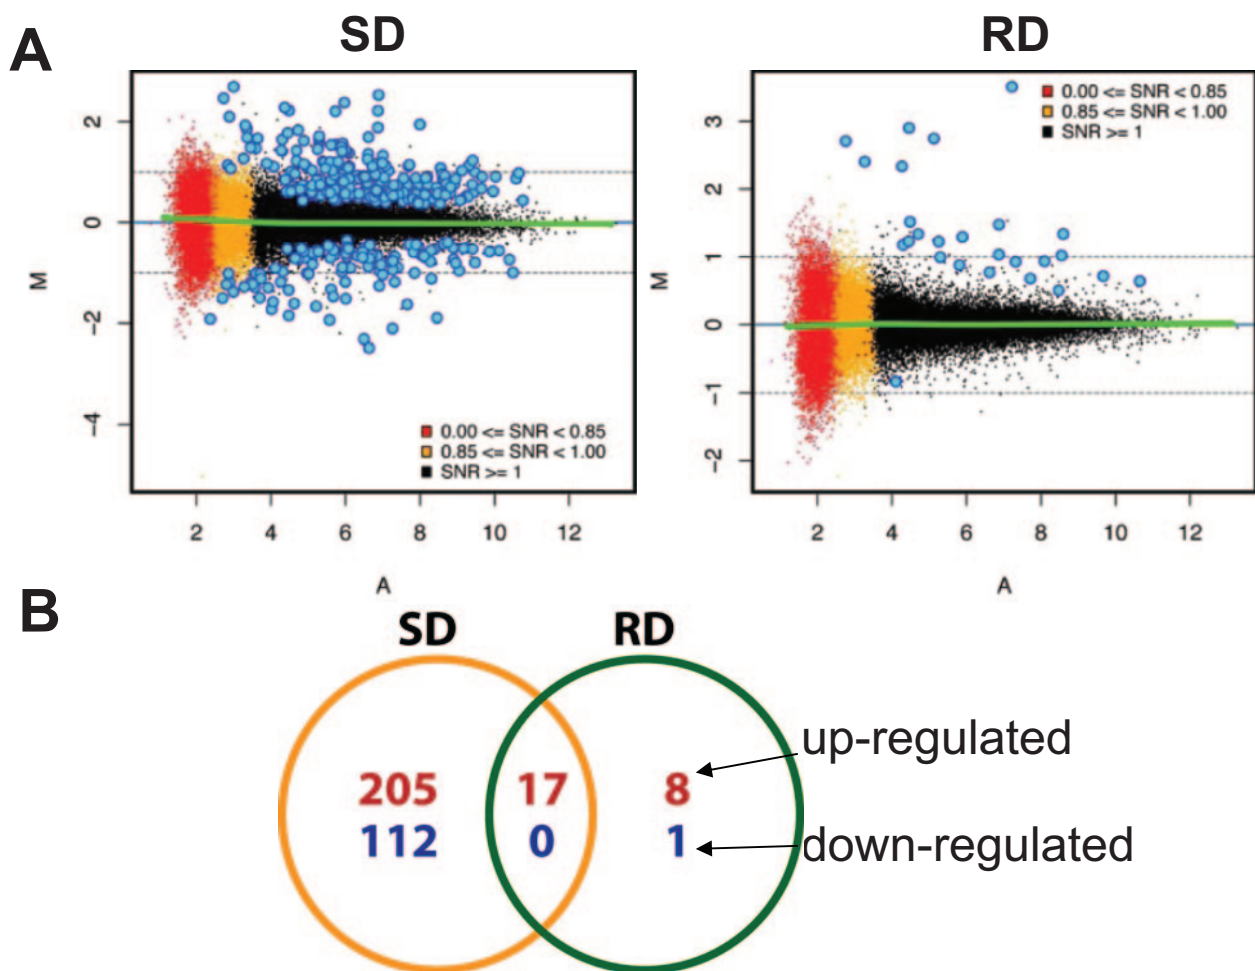 A
SD
RD
2
0
−2
−4
M
2
4
6
8
10
12
A
0.00 <= SNR < 0.85
0.85 <= SNR < 1.00
SNR >= 1
3
2
1
0
−1
−2
M
2
4
6
8
10
12
A
0.00 <= SNR < 0.85
0.85 <= SNR < 1.00
SNR >= 1
B
SD
RD
205
17
8
up-regulated
112
0
1
down-regulated